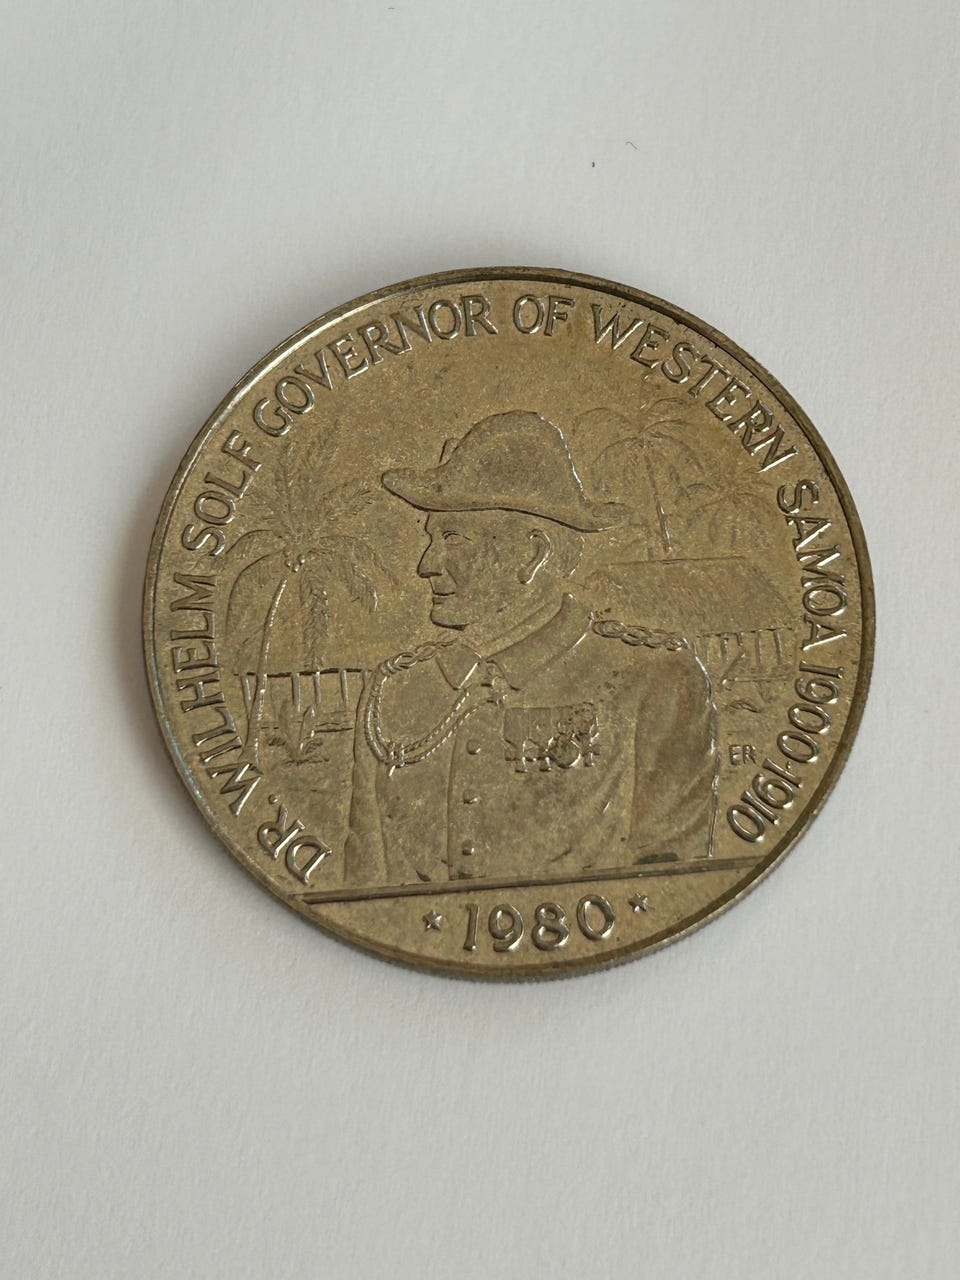 DR. WILHELM SOLF GOVERNOR OF WESTERN SAMOA 1900-1910
ER
★ 1980 ★